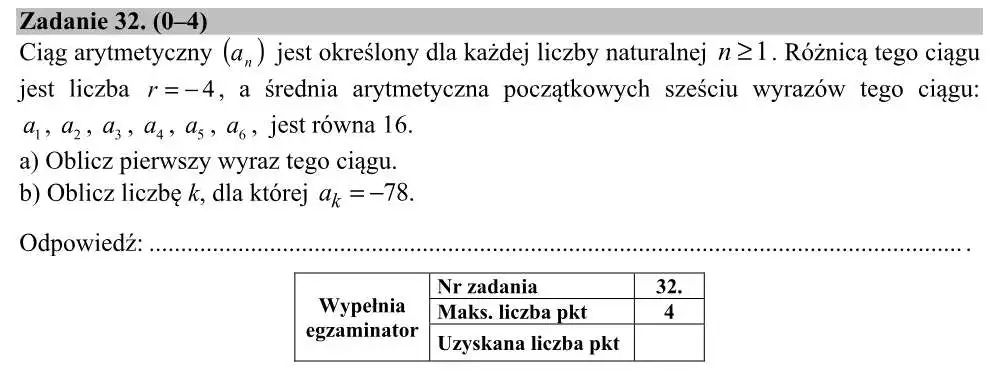 Zadanie 32. (0–4)
Ciąg arytmetyczny (aₙ) jest określony dla każdej liczby naturalnej n ≥ 1. Różnicą tego ciągu
jest liczba r = −4, a średnia arytmetyczna początkowych sześciu wyrazów tego ciągu:
a₁, a₂, a₃, a₄, a₅, a₆, jest równa 16.
a) Oblicz pierwszy wyraz tego ciągu.
b) Oblicz liczbę k, dla której aₖ = −78.
Odpowiedź: ................................................................................................................................ .
Wypełnia egzaminator
Nr zadania 32.
Maks. liczba pkt 4
Uzyskana liczba pkt